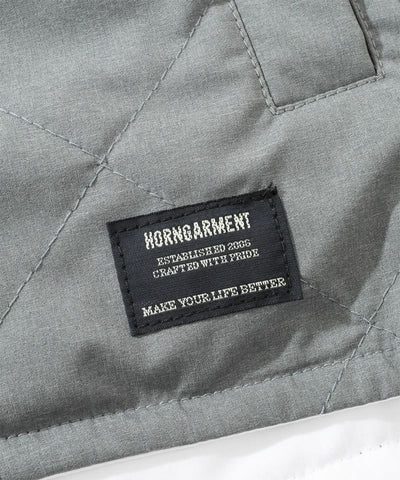 HORNGARMENT
ESTABLISHED 2006
CRAFTED WITH PRIDE
MAKE YOUR LIFE BETTER